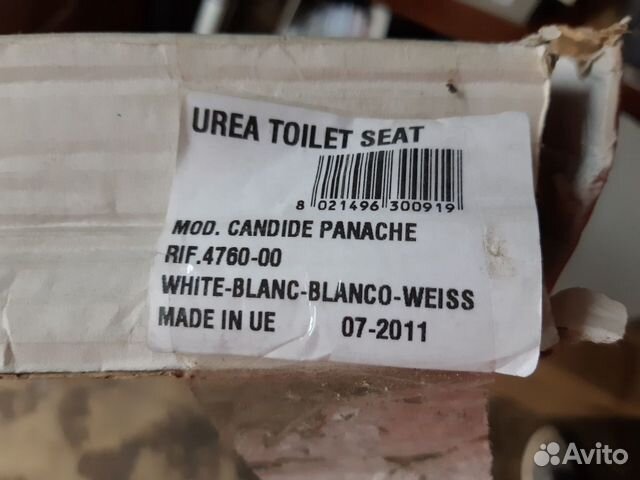 UREA TOILET SEAT
8 021496 300919
MOD. CANDIDE PANACHE
RIF.4760-00
WHITE-BLANC-BLANCO-WEISS
MADE IN UE 07-2011
Avito